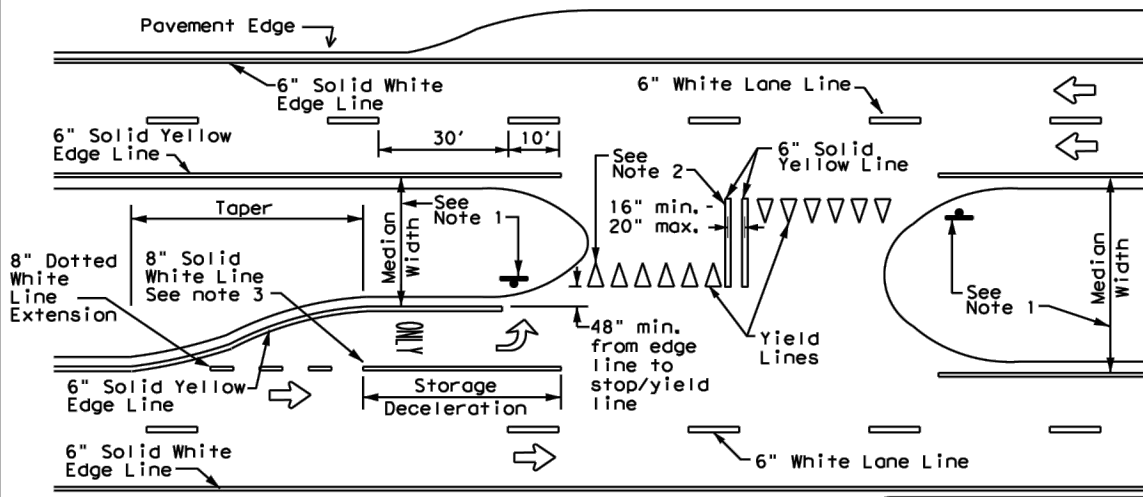 Pavement Edge
6" Solid White
Edge Line
6" White Lane Line
6" Solid Yellow
Edge Line
30'
10'
See
Note 2
6" Solid
Yellow Line
Taper
See
Note 1
16" min.
20" max.
8" Dotted
White
Line
Extension
8" Solid
White Line
See note 3
Median
Width
ONLY
48" min.
from edge
line to
stop/yield
line
Yield
Lines
See
Note 1
Median
Width
6" Solid Yellow
Edge Line
Storage
Deceleration
6" Solid White
Edge Line
6" White Lane Line